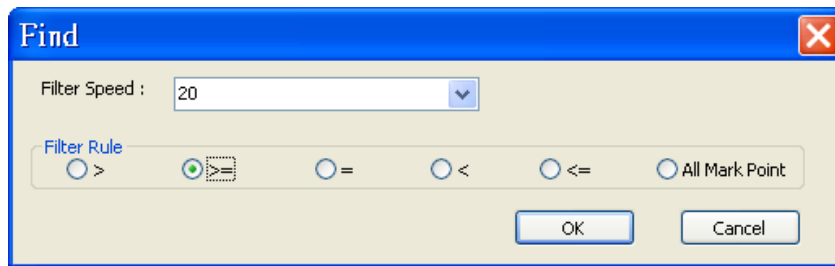 Find
Filter Speed :
20
Filter Rule
> >= = < <= All Mark Point
OK Cancel